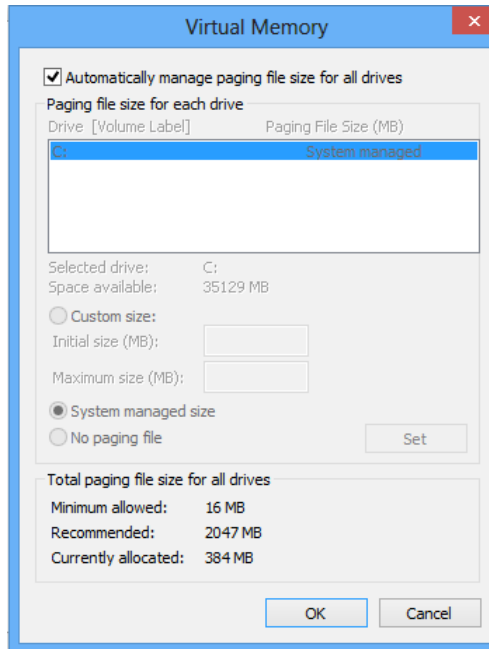 Virtual Memory
Automatically manage paging file size for all drives
Paging file size for each drive
Drive [Volume Label] Paging File Size (MB)
C: System managed
Selected drive: C:
Space available: 35129 MB
Custom size:
Initial size (MB):
Maximum size (MB):
System managed size
No paging file Set
Total paging file size for all drives
Minimum allowed: 16 MB
Recommended: 2047 MB
Currently allocated: 384 MB
OK Cancel